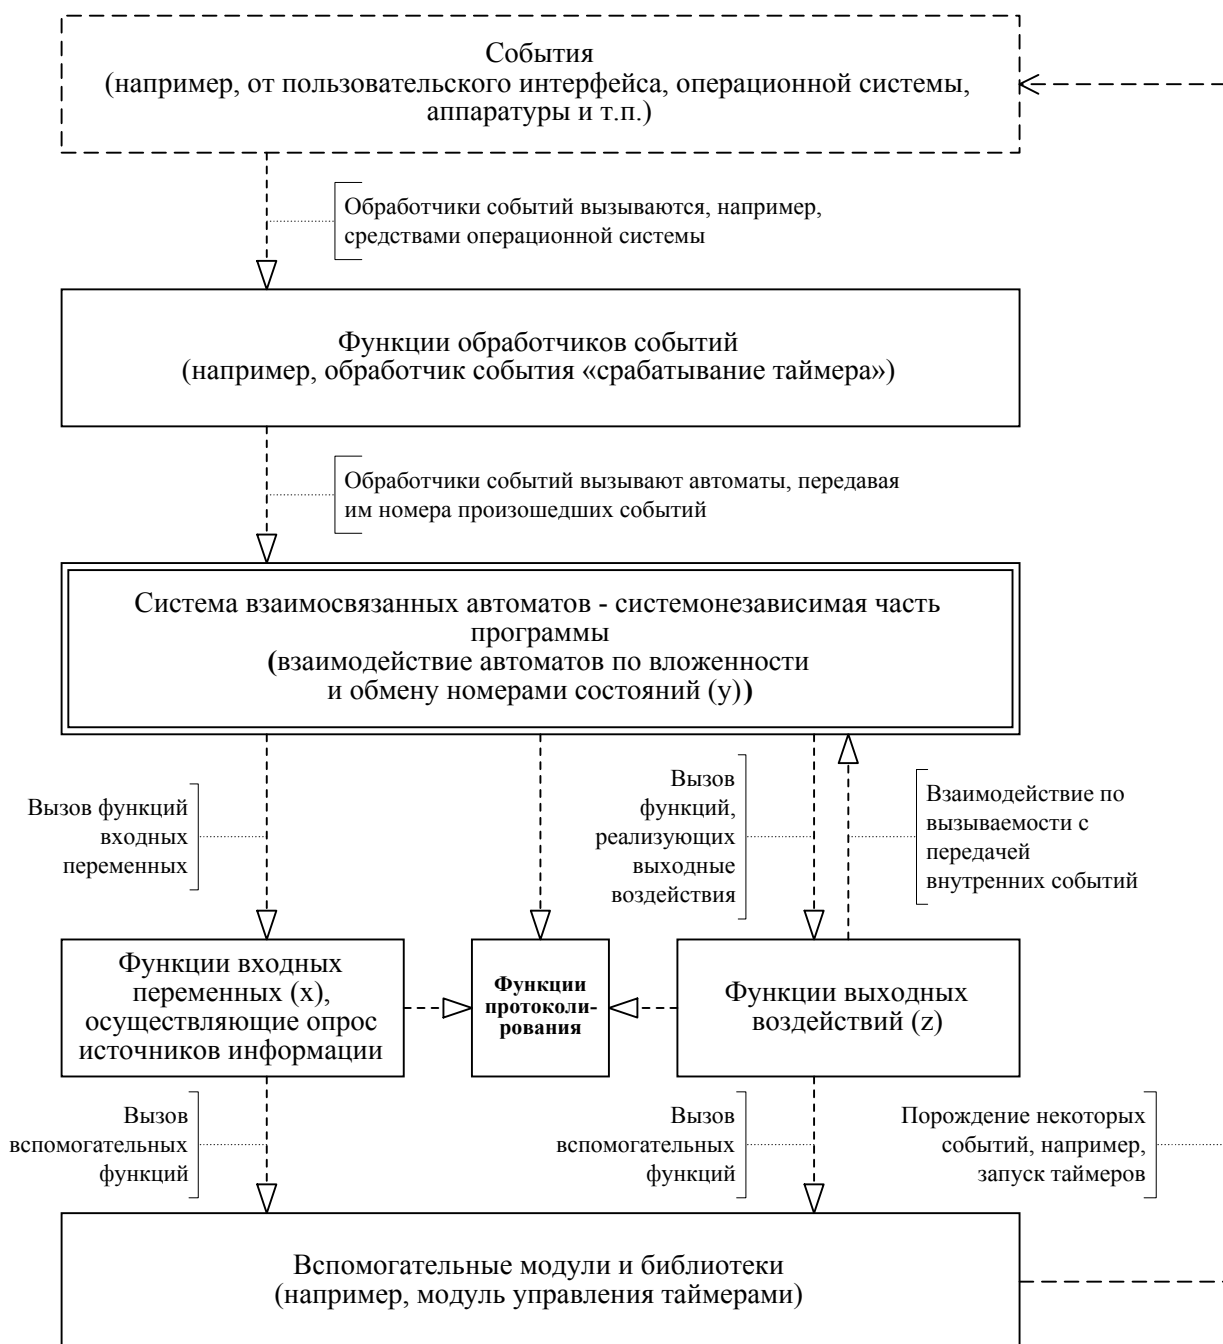 События
(например, от пользовательского интерфейса, операционной системы,
аппаратуры и т.п.)
Обработчики событий вызываются, например,
средствами операционной системы
Функции обработчиков событий
(например, обработчик события «срабатывание таймера»)
Обработчики событий вызывают автоматы, передавая
им номера произошедших событий
Система взаимосвязанных автоматов - системонезависимая часть
программы
(взаимодействие автоматов по вложенности
и обмену номерами состояний (y))
Вызов функций
входных
переменных
Вызов
функций,
реализующих
выходные
воздействия
Взаимодействие по
вызываемости с
передачей
внутренних событий
Функции входных
переменных (x),
осуществляющие опрос
источников информации
Функции
протоколи-
рования
Функции выходных
воздействий (z)
Вызов
вспомогательных
функций
Вызов
вспомогательных
функций
Порождение некоторых
событий, например,
запуск таймеров
Вспомогательные модули и библиотеки
(например, модуль управления таймерами)